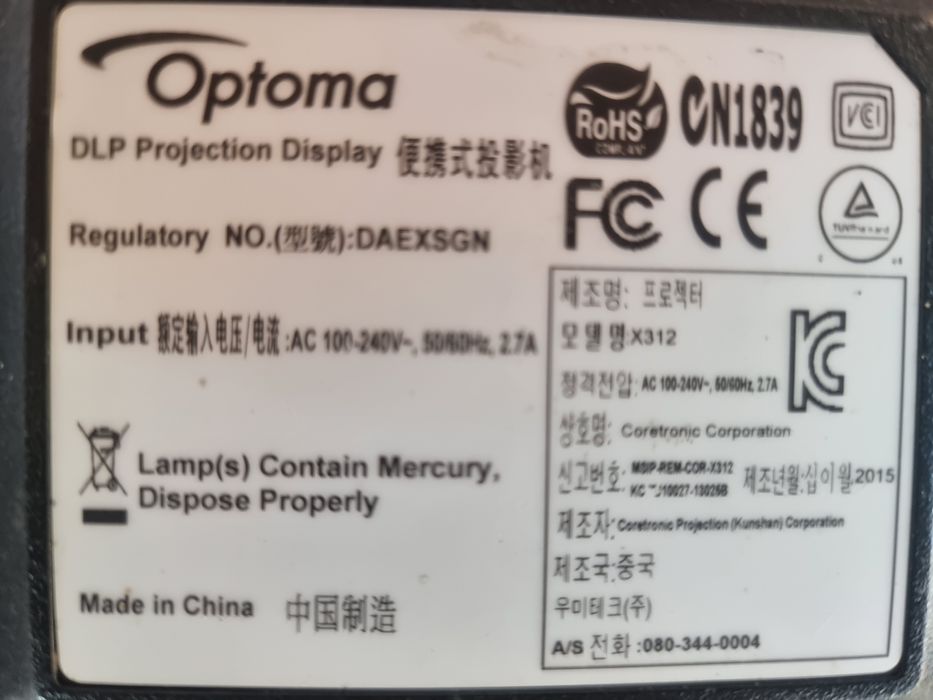 Optoma
DLP Projection Display 便携式投影机
Regulatory NO.(型號):DAEXSGN
Input 额定输入电压/电流:AC 100-240V~, 50/60Hz, 2.7A
Lamp(s) Contain Mercury,
Dispose Properly
Made in China 中国制造
RoHS
COMPLIANT
N1839
VCCI
FC CE
제조명: 프로젝터
모델명:X312
정격전압: AC 100-240V~, 50/60Hz, 2.7A
상호명: Coretronic Corporation
신고번호: MSIP-REM-COR-X312
10027-13025B
제조년월:십이월.2015
제조자: Coretronic Projection (Kunshan) Corporation
제조국:중국
우미테크(주)
A/S 전화 :080-344-0004